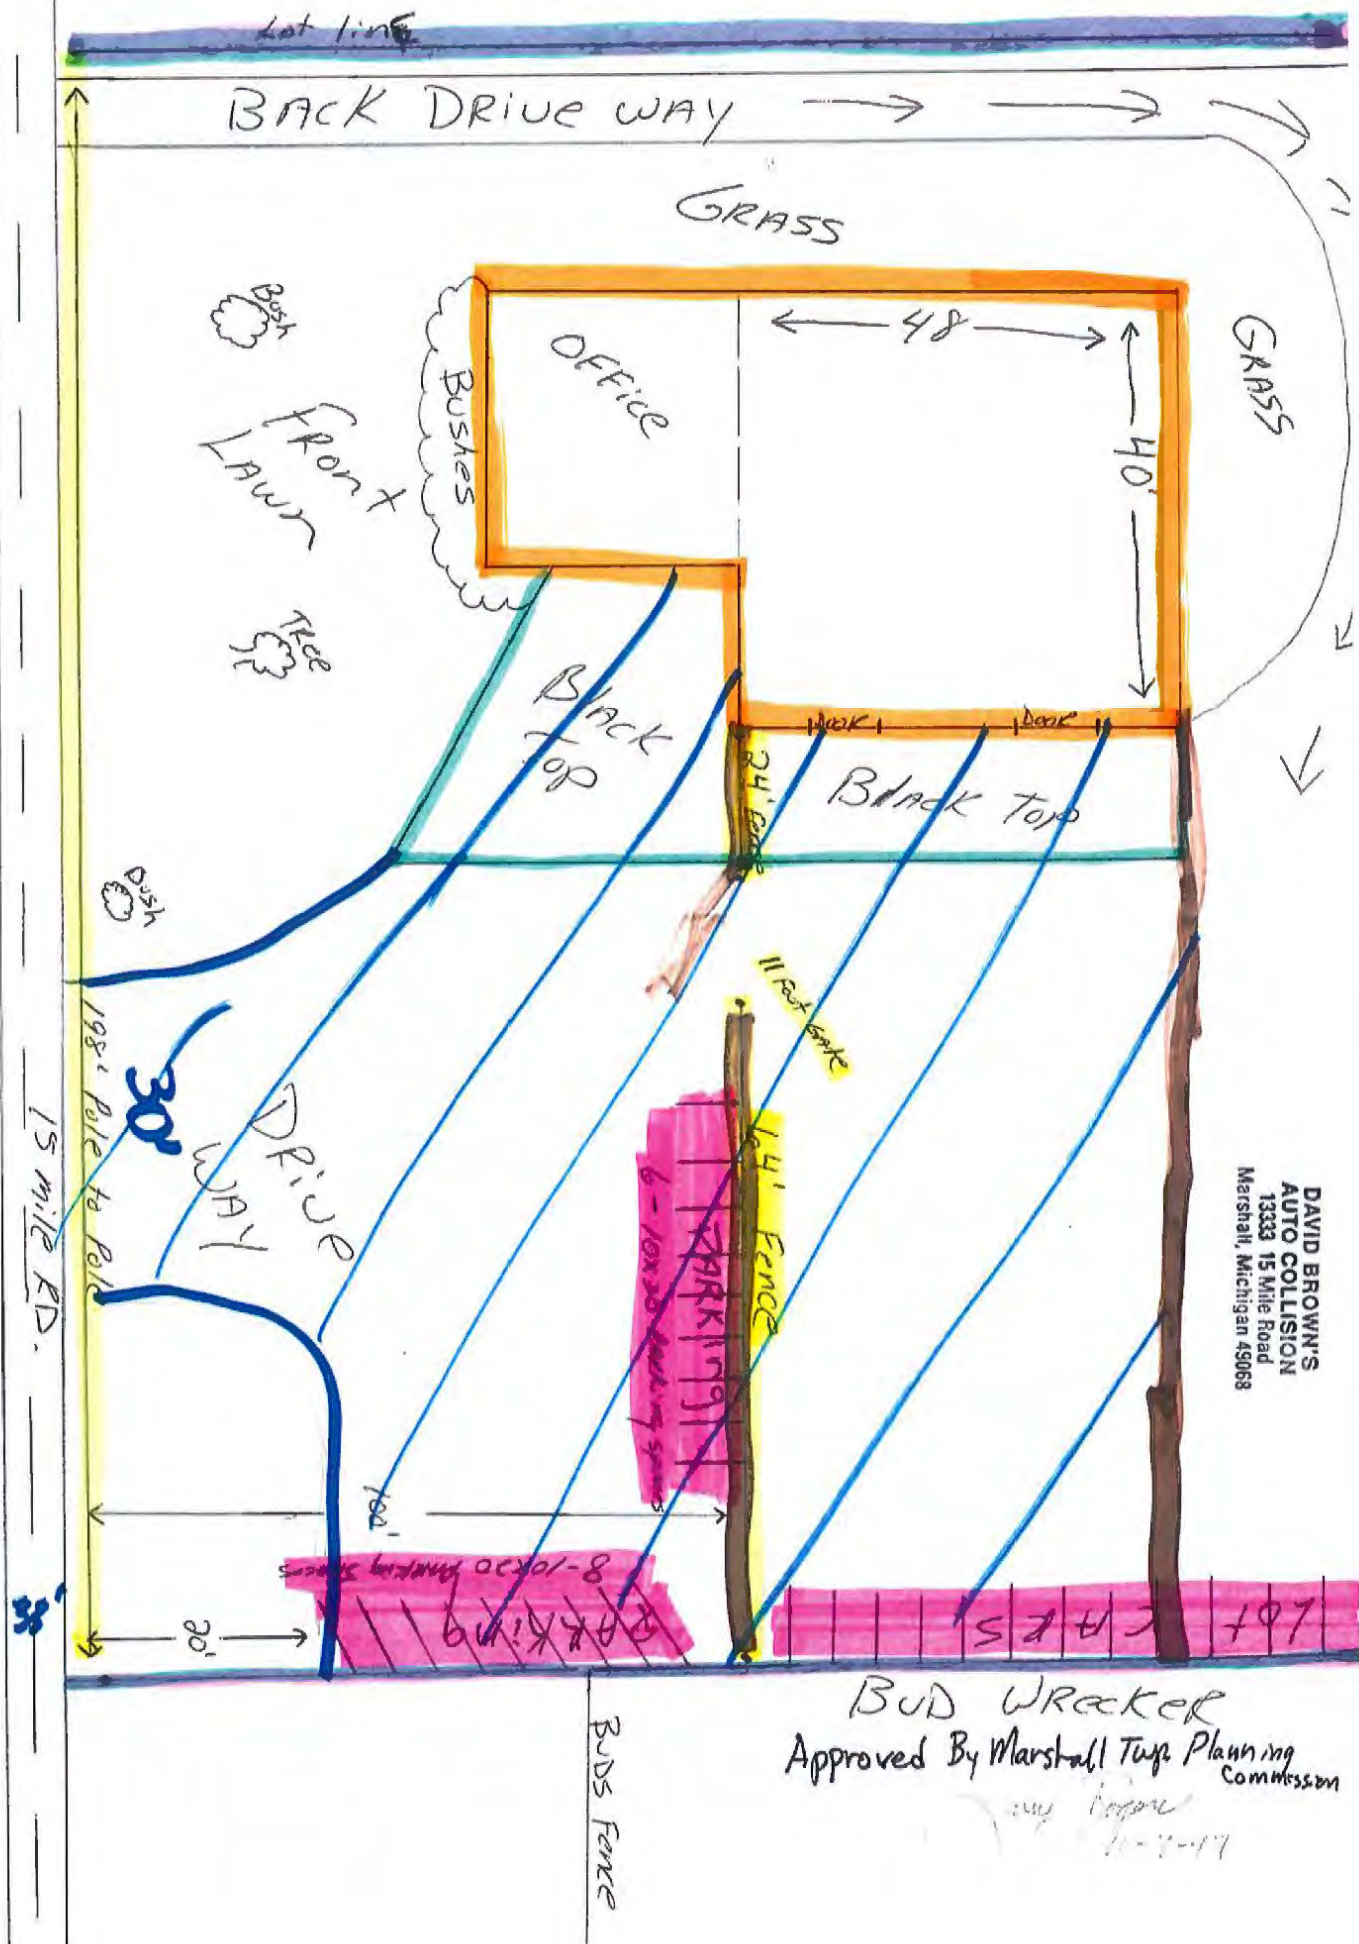 Lot line
BACK DRIVE WAY
GRASS
Bush
OFFICE
48
40'
GRASS
Bushes
FRONT
LAWN
Tree
BLACK
TOP
Door
Door
24' Fence
BLACK TOP
Bush
11 Foot Gate
198' Pole to Pole
30'
DRIVE
WAY
15 mile RD.
64' Fence
PARKING
6-10x20 Parking spaces
DAVID BROWN'S
AUTO COLLISION
13333 15 Mile Road
Marshall, Michigan 49068
100'
8-10x20 Parking Spaces
PARKING
LOT CARS
20'
BUD WRECKER
BUDS Fence
Approved By Marshall Twp. Planning
Commission